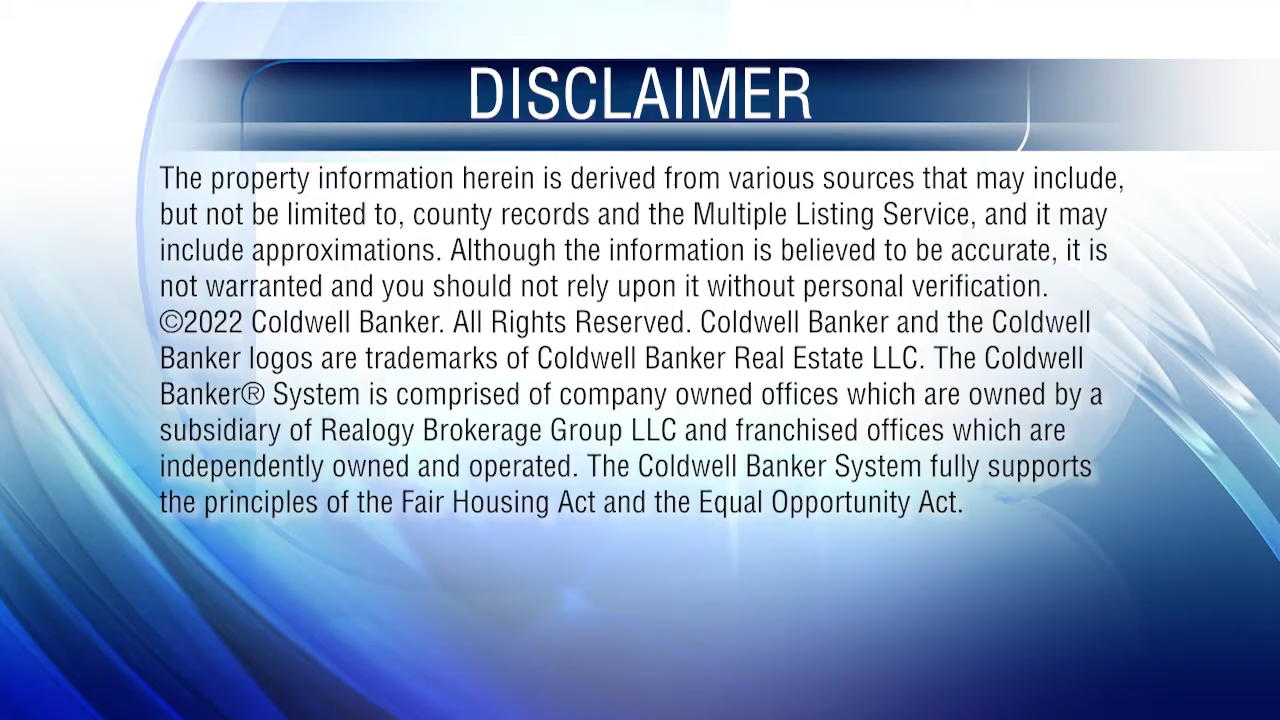 DISCLAIMER
The property information herein is derived from various sources that may include,
but not be limited to, county records and the Multiple Listing Service, and it may
include approximations. Although the information is believed to be accurate, it is
not warranted and you should not rely upon it without personal verification.
©2022 Coldwell Banker. All Rights Reserved. Coldwell Banker and the Coldwell
Banker logos are trademarks of Coldwell Banker Real Estate LLC. The Coldwell
Banker® System is comprised of company owned offices which are owned by a
subsidiary of Realogy Brokerage Group LLC and franchised offices which are
independently owned and operated. The Coldwell Banker System fully supports
the principles of the Fair Housing Act and the Equal Opportunity Act.